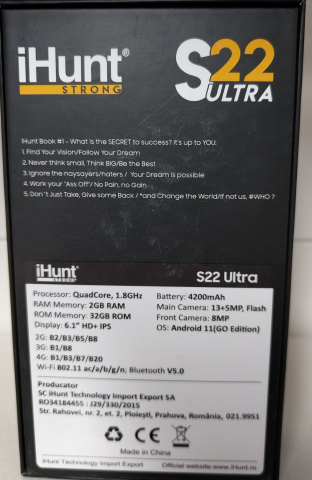 iHunt®
STRONG
S22
ULTRA
iHunt Book #1 - What is the SECRET to success? It's up to YOU:
1. Find Your Vision/Follow Your Dream
2. Never think small, Think BIG/Be the Best
3. Ignore the naysayers/haters / Your Dream is possible
4. Work your "Ass Off"/ No Pain, no Gain
5. Don't Just Take, Give some Back / "and Change the World/if not us, #WHO ?
iHunt®
STRONG
S22 Ultra
Processor: QuadCore, 1.8GHz
RAM Memory: 2GB RAM
ROM Memory: 32GB ROM
Display: 6.1" HD+ IPS
2G: B2/B3/B5/B8
3G: B1/B8
4G: B1/B3/B7/B20
Wi-Fi 802.11 ac/a/b/g/n; Bluetooth V5.0
Battery: 4200mAh
Main Camera: 13+5MP, Flash
Front Camera: 8MP
OS: Android 11(GO Edition)
Producator
SC iHunt Technology Import Export SA
RO34184455 : J29/330/2015
Str. Rahovei, nr. 2, et. 2, Ploiești, Prahova, România, 021.9951
CE
iHunt Technology Import Export
Official website www.iHunt.ro